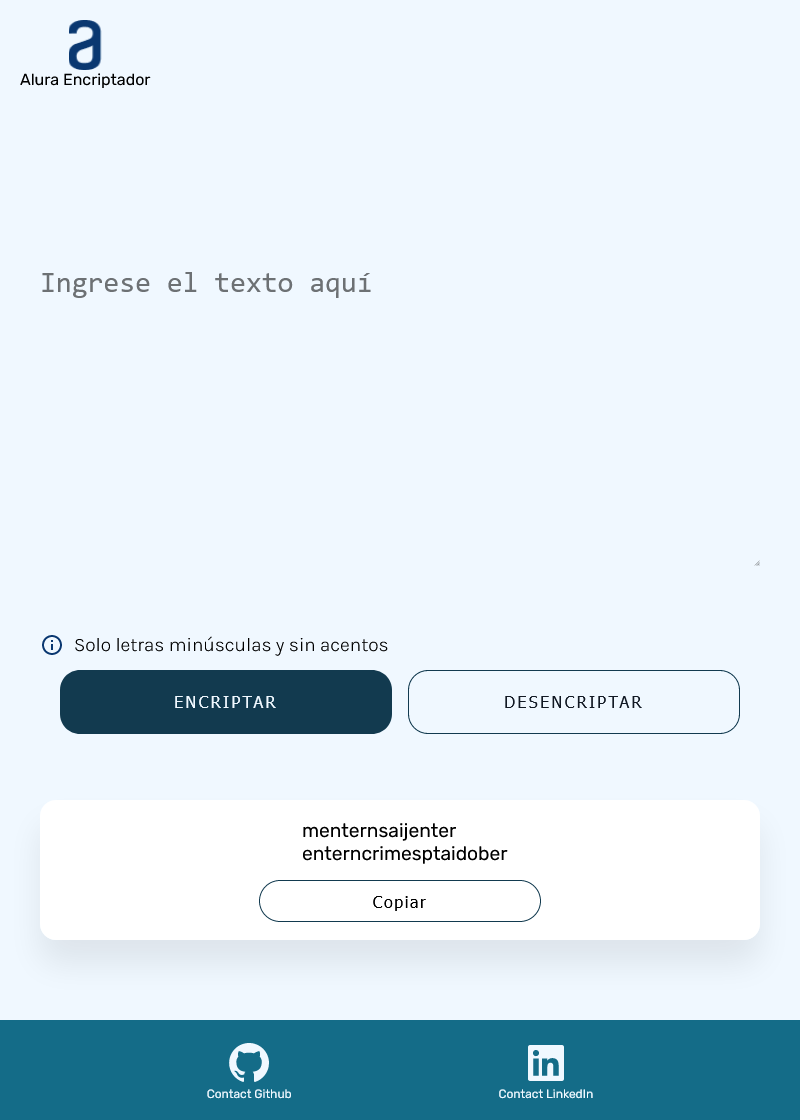 a
Alura Encriptador
Ingrese el texto aquí
Solo letras minúsculas y sin acentos
ENCRIPTAR
DESENCRIPTAR
menternsaijenter
enterncrimesptaidober
Copiar
in
Contact Github
Contact LinkedIn